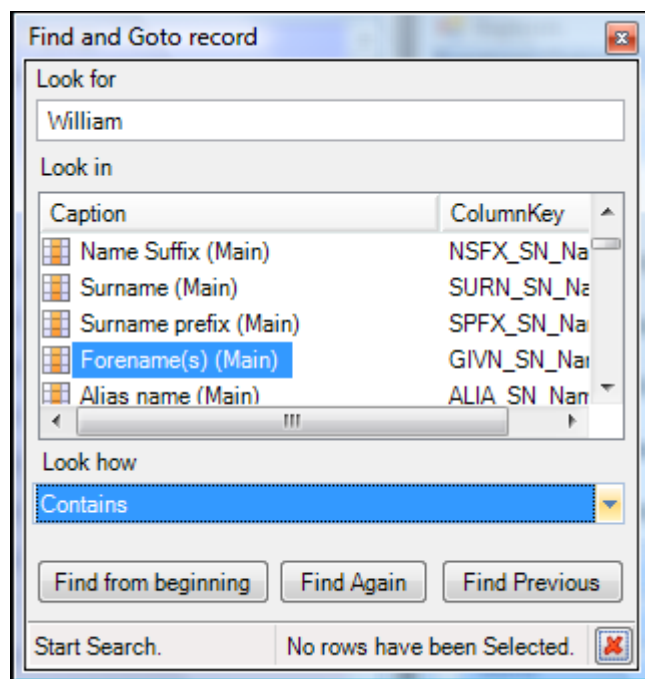 Find and Goto record
Look for
William
Look in
Caption ColumnKey
Name Suffix (Main) NSFX_SN_Na
Surname (Main) SURN_SN_Na
Surname prefix (Main) SPFX_SN_Na
Forename(s) (Main) GIVN_SN_Na
Alias name (Main) ALIA_SN_Nam
Look how
Contains
Find from beginning Find Again Find Previous
Start Search. No rows have been Selected.